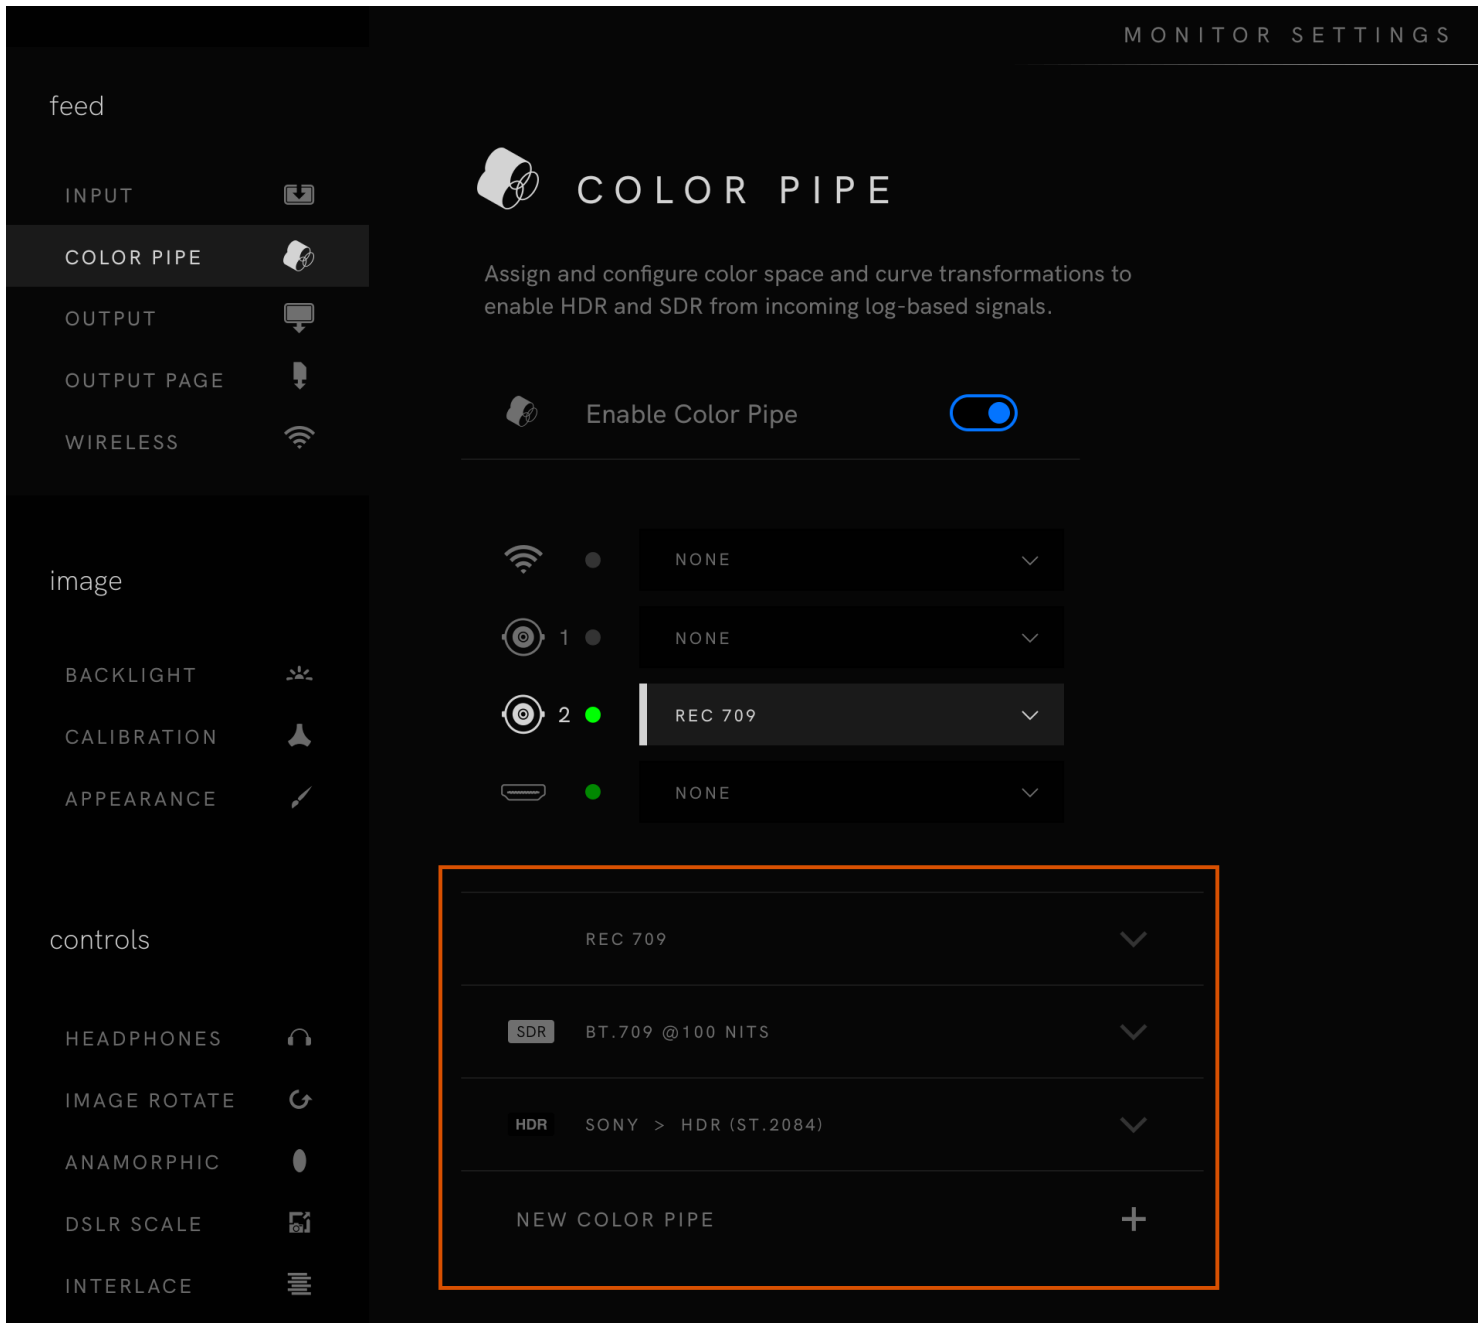 MONITOR SETTINGS
feed
INPUT
COLOR PIPE
OUTPUT
OUTPUT PAGE
WIRELESS
image
BACKLIGHT
CALIBRATION
APPEARANCE
controls
HEADPHONES
IMAGE ROTATE
ANAMORPHIC
DSLR SCALE
INTERLACE
COLOR PIPE
Assign and configure color space and curve transformations to
enable HDR and SDR from incoming log-based signals.
Enable Color Pipe
NONE
1 NONE
2 REC 709
NONE
REC 709
SDR BT.709 @100 NITS
HDR SONY > HDR (ST.2084)
NEW COLOR PIPE +